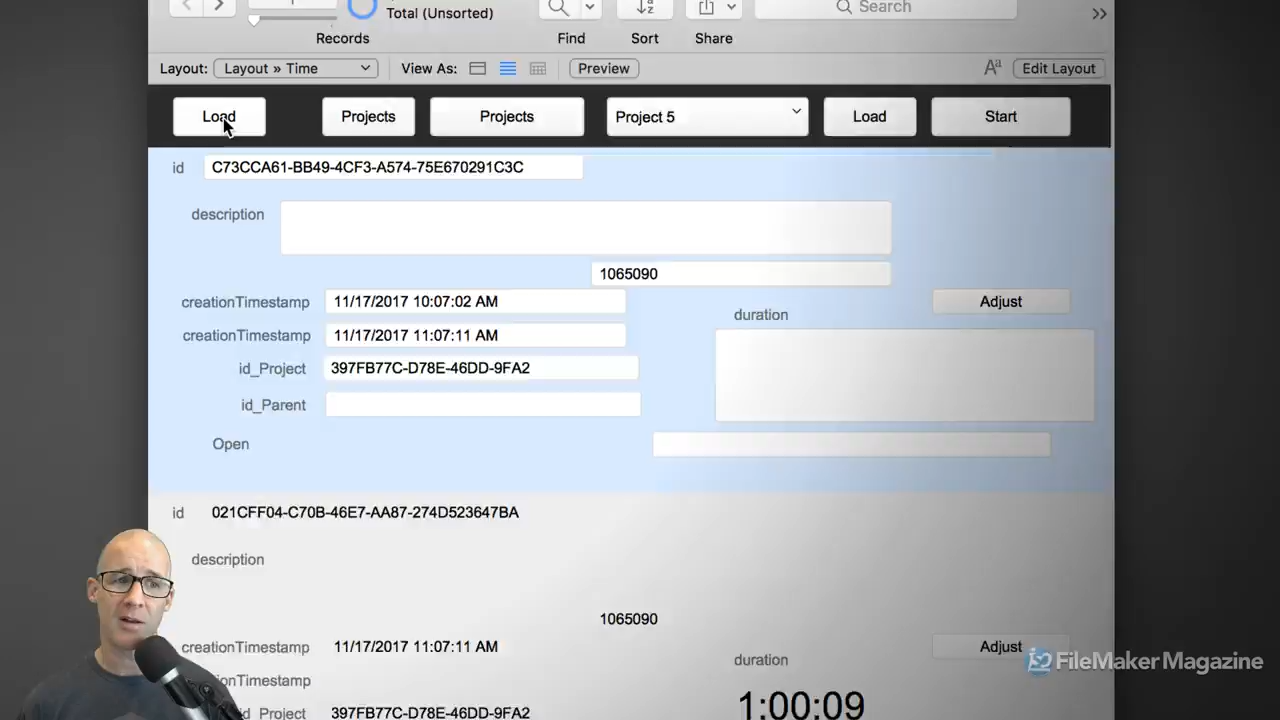 Total (Unsorted)
Search
Records
Find
Sort
Share
Layout: Layout » Time
View As:
Preview
Aª
Edit Layout
Load
Projects
Projects
Project 5
Load
Start
id C73CCA61-BB49-4CF3-A574-75E670291C3C
description
1065090
creationTimestamp 11/17/2017 10:07:02 AM
Adjust
duration
creationTimestamp 11/17/2017 11:07:11 AM
id_Project 397FB77C-D78E-46DD-9FA2
id_Parent
Open
id 021CFF04-C70B-46E7-AA87-274D523647BA
description
1065090
creationTimestamp 11/17/2017 11:07:11 AM
Adjust
FileMaker Magazine
duration
ationTimestamp
1:00:09
id_Project 397FB77C-D78E-46DD-9FA2